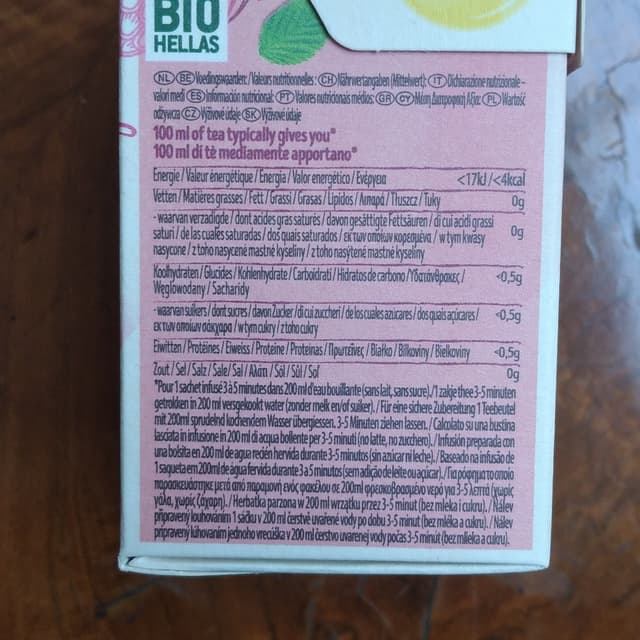 BIO
HELLAS
NL BE Voedingswaarden: / Valeurs nutritionnelles: CH Nährwertangaben (Mittelwert): IT Dichiarazione nutrizionale -
valori medi ES Información nutricional: PT Valores nutricionais médios: GR CY Μέση Διατροφική Αξία: PL Wartość
odżywcza CZ Výživové údaje SK Výživové údaje
100 ml of tea typically gives you*
100 ml di tè mediamente apportano*
Energie / Valeur énergétique / Energia / Valor energético / Ενέργεια <17kJ/<4kcal
Vetten / Matières grasses / Fett / Grassi / Grasas / Lípidos / Λιπαρά / Tłuszcz / Tuky 0g
- waarvan verzadigde / dont acides gras saturés / davon gesättigte Fettsäuren / di cui acidi grassi
saturi / de las cuales saturadas / dos quais saturados / εκ των οποίων κορεσμένα / w tym kwasy 0g
nasycone / z toho nasycené mastné kyseliny / z toho nasýtené mastné kyseliny
Koolhydraten / Glucides / Kohlenhydrate / Carboidrati / Hidratos de carbono / Υδατάνθρακες / <0,5g
Węglowodany / Sacharidy
- waarvan suikers / dont sucres / davon Zucker / di cui zuccheri / de los cuales azúcares / dos quais açúcares / <0,5g
εκ των οποίων σάκχαρα / w tym cukry / z toho cukry
Eiwitten / Protéines / Eiweiss / Proteine / Proteínas / Πρωτεΐνες / Białko / Bílkoviny / Bielkoviny <0,5g
Zout / Sel / Salz / Sale / Sal / Αλάτι / Sól / Sůl / Soľ 0g
*Pour 1 sachet infusé 3 à 5 minutes dans 200 ml d'eau bouillante (sans lait, sans sucre). / 1 zakje thee 3-5 minuten
getrokken in 200 ml versgekookt water (zonder melk en/of suiker). / Für eine sichere Zubereitung 1 Teebeutel
mit 200ml sprudelnd kochendem Wasser übergiessen. 3-5 Minuten ziehen lassen. / Calcolato su una bustina
lasciata in infusione in 200 ml di acqua bollente per 3-5 minuti (no latte, no zucchero). / Infusión preparada con
una bolsita en 200 ml de agua recién hervida durante 3-5 minutos (sin azúcar ni leche). / Baseado na infusão de
1 saqueta em 200ml de água fervida durante 3 a 5 minutos (sem adição de leite ou açúcar). / Για ρόφημα το οποίο
παρασκευάστηκε μετά από παραμονή ενός φακέλου σε 200ml φρεσκοβρασμένο νερό για 3-5 λεπτά (χωρίς
γάλα, χωρίς ζάχαρη). / Herbatka parzona w 200 ml wrzątku przez 3-5 minut (bez mleka i cukru). / Nálev
připravený louhováním 1 sáčku v 200 ml čerstvě uvařené vody po dobu 3-5 minut (bez mléka a cukru). / Nálev
pripravený lúhovaním jedného vrecúška v 200 ml čerstvo uvarenej vody počas 3-5 minút (bez mlieka a cukru).